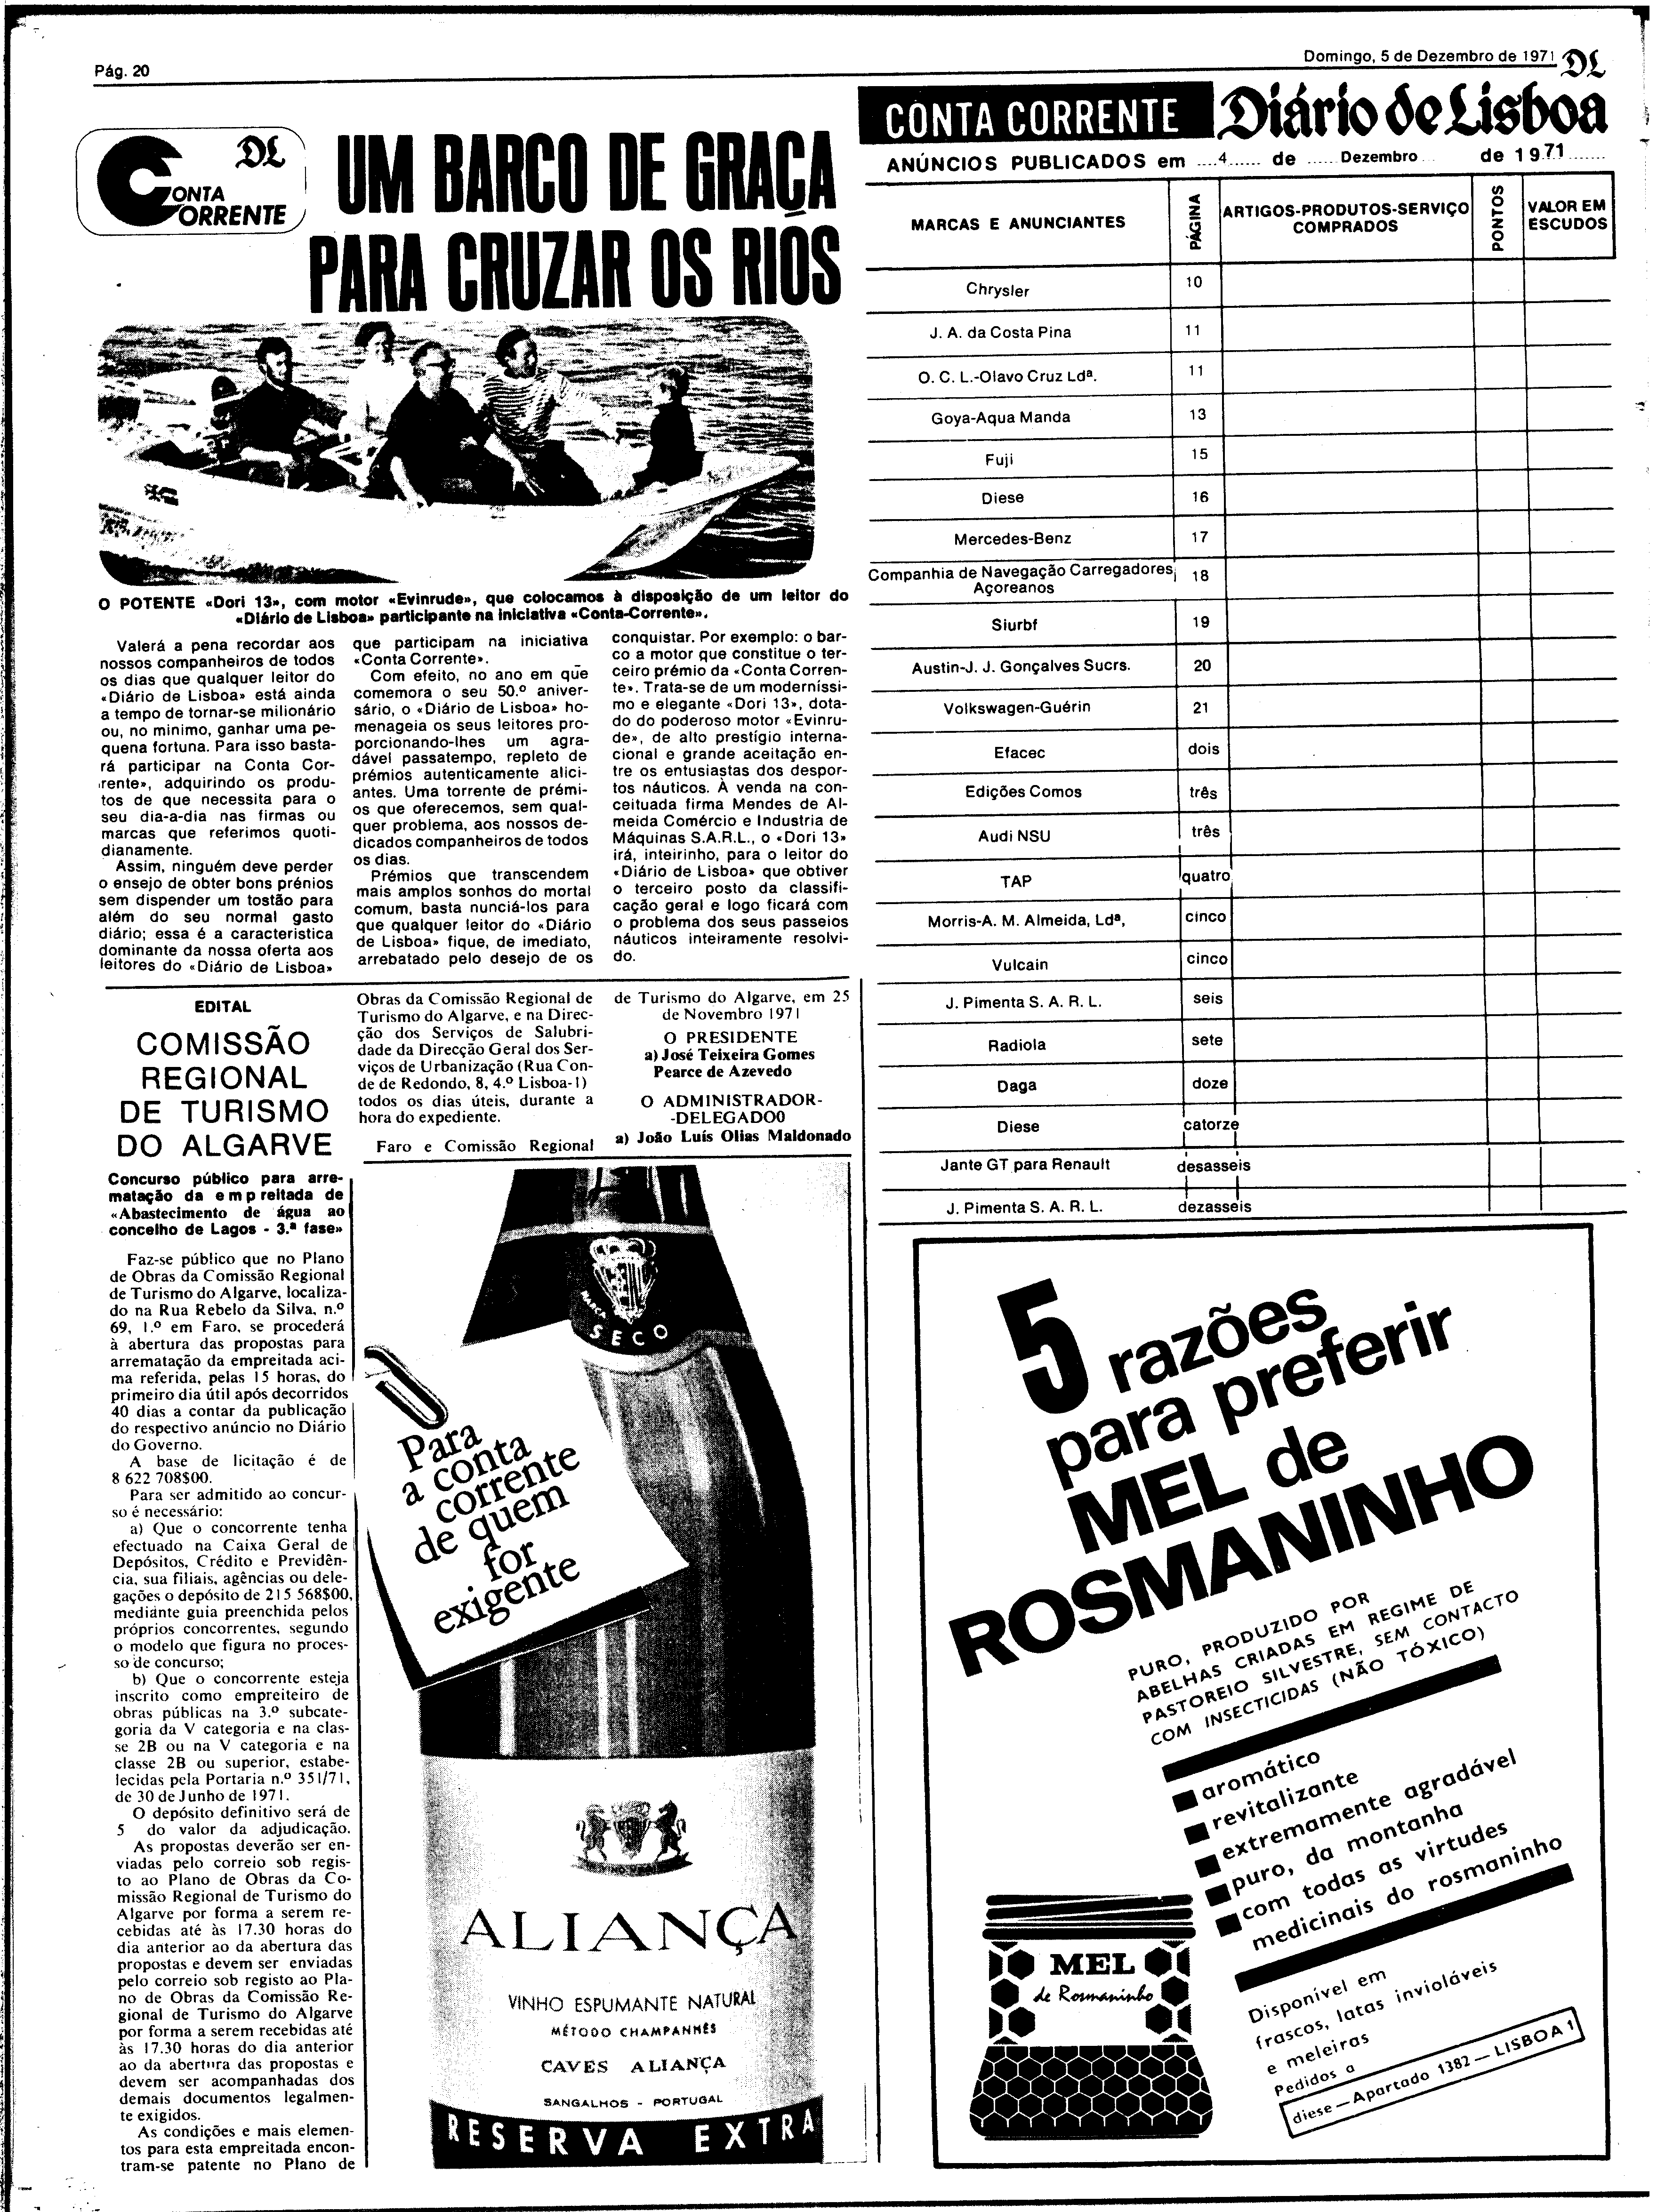 Pág. 20
Domingo, 5 de Dezembro de 1971 DL
CONTA CORRENTE
DL
UM BARCO DE GRAÇA
PARA CRUZAR OS RIOS
O POTENTE «Dori 13», com motor «Evinrude», que colocamos à disposição de um leitor do
«Diário de Lisboa» participante na iniciativa «Conta-Corrente».
Valerá a pena recordar aos
nossos companheiros de todos
os dias que qualquer leitor do
«Diário de Lisboa» está ainda
a tempo de tornar-se milionário
ou, no mínimo, ganhar uma pe-
quena fortuna. Para isso basta-
rá participar na Conta Cor-
rente», adquirindo os produ-
tos de que necessita para o
seu dia-a-dia nas firmas ou
marcas que referimos quoti-
dianamente.
Assim, ninguém deve perder
o ensejo de obter bons prénios
sem dispender um tostão para
além do seu normal gasto
diário; essa é a caracteristica
dominante da nossa oferta aos
leitores do «Diário de Lisboa»
que participam na iniciativa
«Conta Corrente».
Com efeito, no ano em que
comemora o seu 50.º aniver-
sário, o «Diário de Lisboa» ho-
menageia os seus leitores pro-
porcionando-lhes um agra-
dável passatempo, repleto de
prémios autenticamente alici-
antes. Uma torrente de prémi-
os que oferecemos, sem qual-
quer problema, aos nossos de-
dicados companheiros de todos
os dias.
Prémios que transcendem
mais amplos sonhos do mortal
comum, basta nunciá-los para
que qualquer leitor do «Diário
de Lisboa» fique, de imediato,
arrebatado pelo desejo de os
conquistar. Por exemplo: o bar-
co a motor que constitue o ter-
ceiro prémio da «Conta Corren-
te». Trata-se de um moderníssi-
mo e elegante «Dori 13», dota-
do do poderoso motor «Evinru-
de», de alto prestígio interna-
cional e grande aceitação en-
tre os entusiastas dos despor-
tos náuticos. À venda na con-
ceituada firma Mendes de Al-
meida Comércio e Industria de
Máquinas S.A.R.L., o «Dori 13»
irá, inteirinho, para o leitor do
«Diário de Lisboa» que obtiver
o terceiro posto da classifi-
cação geral e logo ficará com
o problema dos seus passeios
náuticos inteiramente resolvi-
do.
EDITAL
COMISSÃO
REGIONAL
DE TURISMO
DO ALGARVE
Concurso público para arre-
matação da empreitada de
«Abastecimento de água ao
concelho de Lagos - 3.ª fase»
Faz-se público que no Plano
de Obras da Comissão Regional
de Turismo do Algarve, localiza-
do na Rua Rebelo da Silva, n.º
69, 1.º em Faro, se procederá
à abertura das propostas para
arrematação da empreitada aci-
ma referida, pelas 15 horas, do
primeiro dia útil após decorridos
40 dias a contar da publicação
do respectivo anúncio no Diário
do Governo.
A base de licitação é de
8 622 708$00.
Para ser admitido ao concur-
so é necessário:
a) Que o concorrente tenha
efectuado na Caixa Geral de
Depósitos, Crédito e Previdên-
cia, sua filiais, agências ou dele-
gações o depósito de 215 568$00,
mediante guia preenchida pelos
próprios concorrentes, segundo
o modelo que figura no proces-
so de concurso;
b) Que o concorrente esteja
inscrito como empreiteiro de
obras públicas na 3.º subcate-
goria da V categoria e na clas-
se 2B ou na V categoria e na
classe 2B ou superior, estabe-
lecidas pela Portaria n.º 351/71,
de 30 de Junho de 1971.
O depósito definitivo será de
5 do valor da adjudicação.
As propostas deverão ser en-
viadas pelo correio sob regis-
to ao Plano de Obras da Co-
missão Regional de Turismo do
Algarve por forma a serem re-
cebidas até às 17.30 horas do
dia anterior ao da abertura das
propostas e devem ser enviadas
pelo correio sob registo ao Pla-
no de Obras da Comissão Re-
gional de Turismo do Algarve
por forma a serem recebidas até
às 17.30 horas do dia anterior
ao da abertura das propostas e
devem ser acompanhadas dos
demais documentos legalmen-
te exigidos.
As condições e mais elemen-
tos para esta empreitada encon-
tram-se patente no Plano de
Obras da Comissão Regional de
Turismo do Algarve, e na Direc-
ção dos Serviços de Salubri-
dade da Direcção Geral dos Ser-
viços de Urbanização (Rua Con-
de de Redondo, 8, 4.º Lisboa-1)
todos os dias úteis, durante a
hora do expediente.
Faro e Comissão Regional
de Turismo do Algarve, em 25
de Novembro 1971
O PRESIDENTE
a) José Teixeira Gomes
Pearce de Azevedo
O ADMINISTRADOR-
-DELEGADO0
a) João Luís Olias Maldonado
MARCA
SECO
Para
a conta
corrente
de quem
for
exigente
ALIANÇA
VINHO ESPUMANTE NATURAL
MÉTODO CHAMPANHÊS
CAVES ALIANÇA
SANGALHOS - PORTUGAL
RESERVA EXTRA
CONTA CORRENTE Diário de Lisboa
ANÚNCIOS PUBLICADOS em ....4...... de ...... Dezembro ... de 1971.......
MARCAS E ANUNCIANTES PÁGINA ARTIGOS-PRODUTOS-SERVIÇO COMPRADOS PONTOS VALOR EM ESCUDOS
Chrysler 10
J. A. da Costa Pina 11
O. C. L.-Olavo Cruz Ldª. 11
Goya-Aqua Manda 13
Fuji 15
Diese 16
Mercedes-Benz 17
Companhia de Navegação Carregadores Açoreanos 18
Siurbf 19
Austin-J. J. Gonçalves Sucrs. 20
Volkswagen-Guérin 21
Efacec dois
Edições Comos três
Audi NSU três
TAP quatro
Morris-A. M. Almeida, Ldª, cinco
Vulcain cinco
J. Pimenta S. A. R. L. seis
Radiola sete
Daga doze
Diese catorze
Jante GT para Renault desasseis
J. Pimenta S. A. R. L. dezasseis
5 razões
para preferir
MEL de
ROSMANINHO
PURO, PRODUZIDO POR
ABELHAS CRIADAS EM REGIME DE
PASTOREIO SILVESTRE, SEM CONTACTO
COM INSECTICIDAS (NÃO TÓXICO)
aromático
revitalizante
extremamente agradável
puro, da montanha
com todas as virtudes
medicinais do rosmaninho
MEL
de Rosmaninho
Disponível em
frascos, latas invioláveis
e meleiras
Pedidos a
diese — Apartado 1382 — LISBOA 1